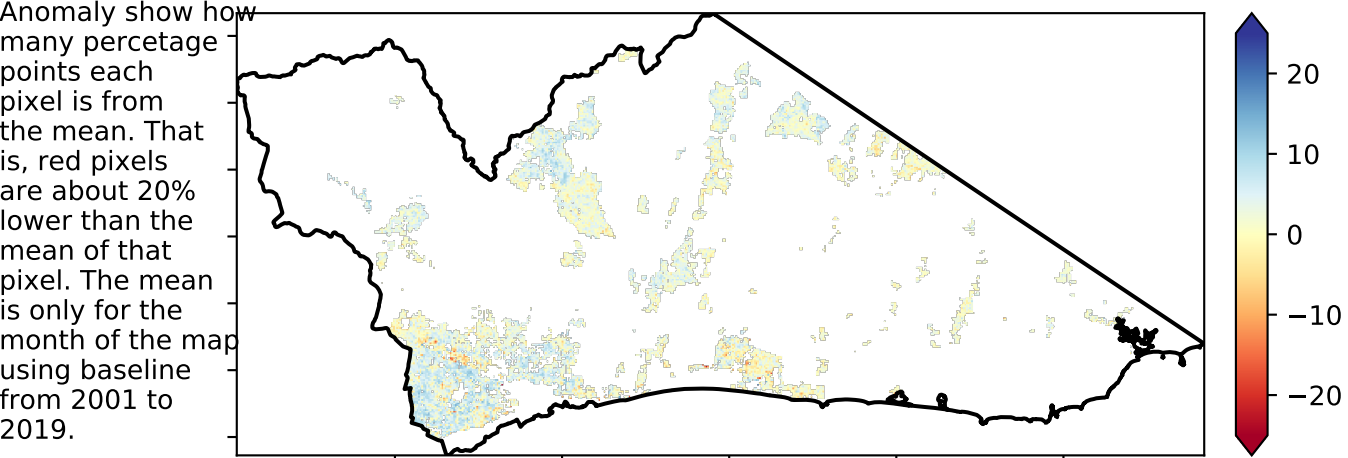 Anomaly show how
many percetage
points each
pixel is from
the mean. That
is, red pixels
are about 20%
lower than the
mean of that
pixel. The mean
is only for the
month of the map
using baseline
from 2001 to
2019.
20
10
0
−10
−20